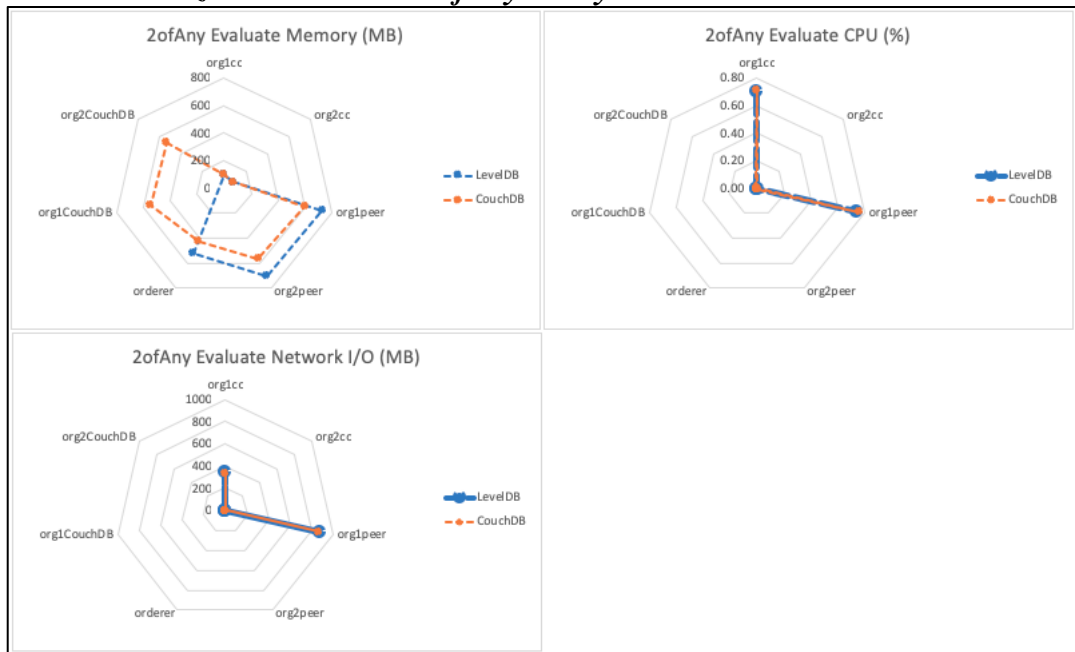 2ofAny Evaluate Memory (MB)
org1cc
800
600
400
200
0
org2cc
org1peer
org2peer
orderer
org1CouchDB
org2CouchDB
LevelDB
CouchDB
2ofAny Evaluate CPU (%)
org1cc
0.80
0.60
0.40
0.20
0.00
org2cc
org1peer
org2peer
orderer
org1CouchDB
org2CouchDB
LevelDB
CouchDB
2ofAny Evaluate Network I/O (MB)
org1cc
1000
800
600
400
200
0
org2cc
org1peer
org2peer
orderer
org1CouchDB
org2CouchDB
LevelDB
CouchDB